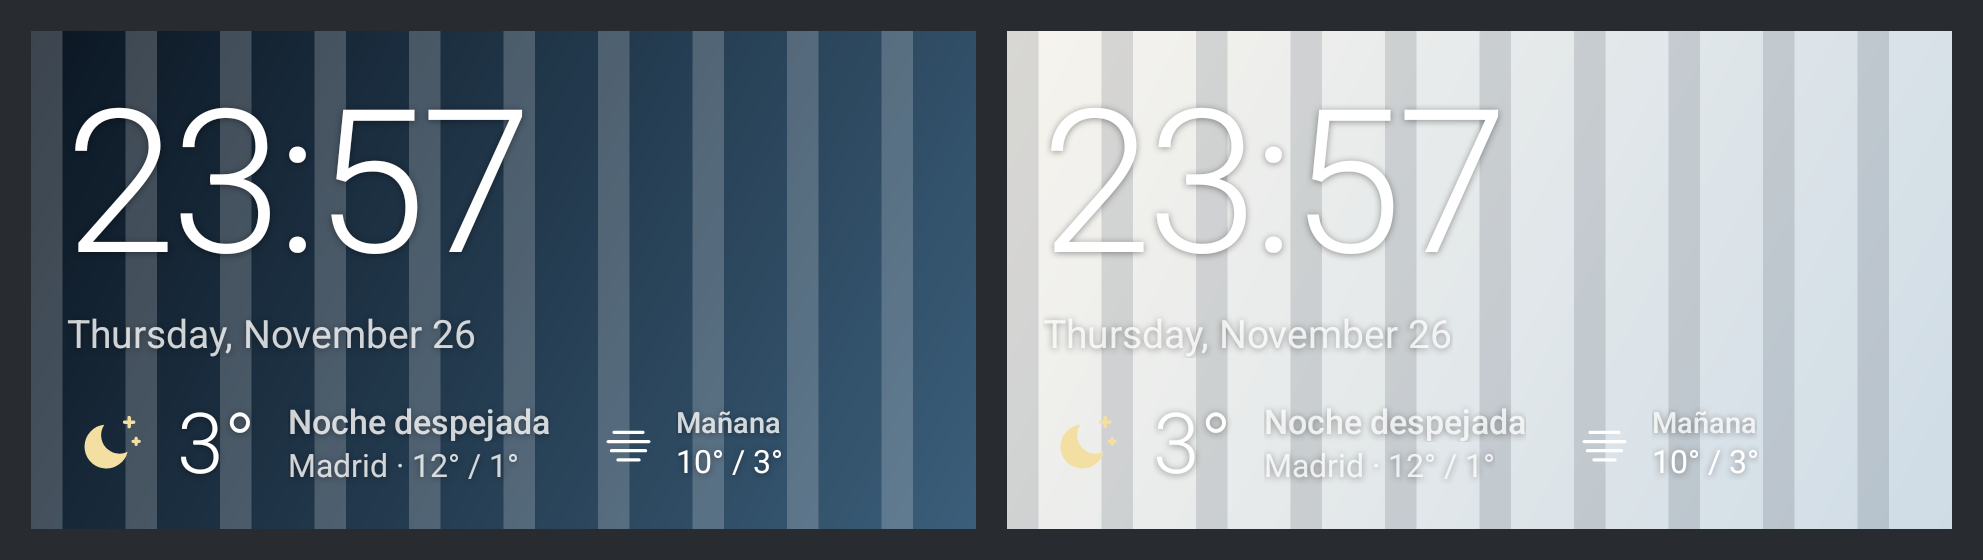 23:57
Thursday, November 26
3° Noche despejada
Madrid · 12° / 1°
Mañana
10° / 3°
23:57
Thursday, November 26
3° Noche despejada
Madrid · 12° / 1°
Mañana
10° / 3°